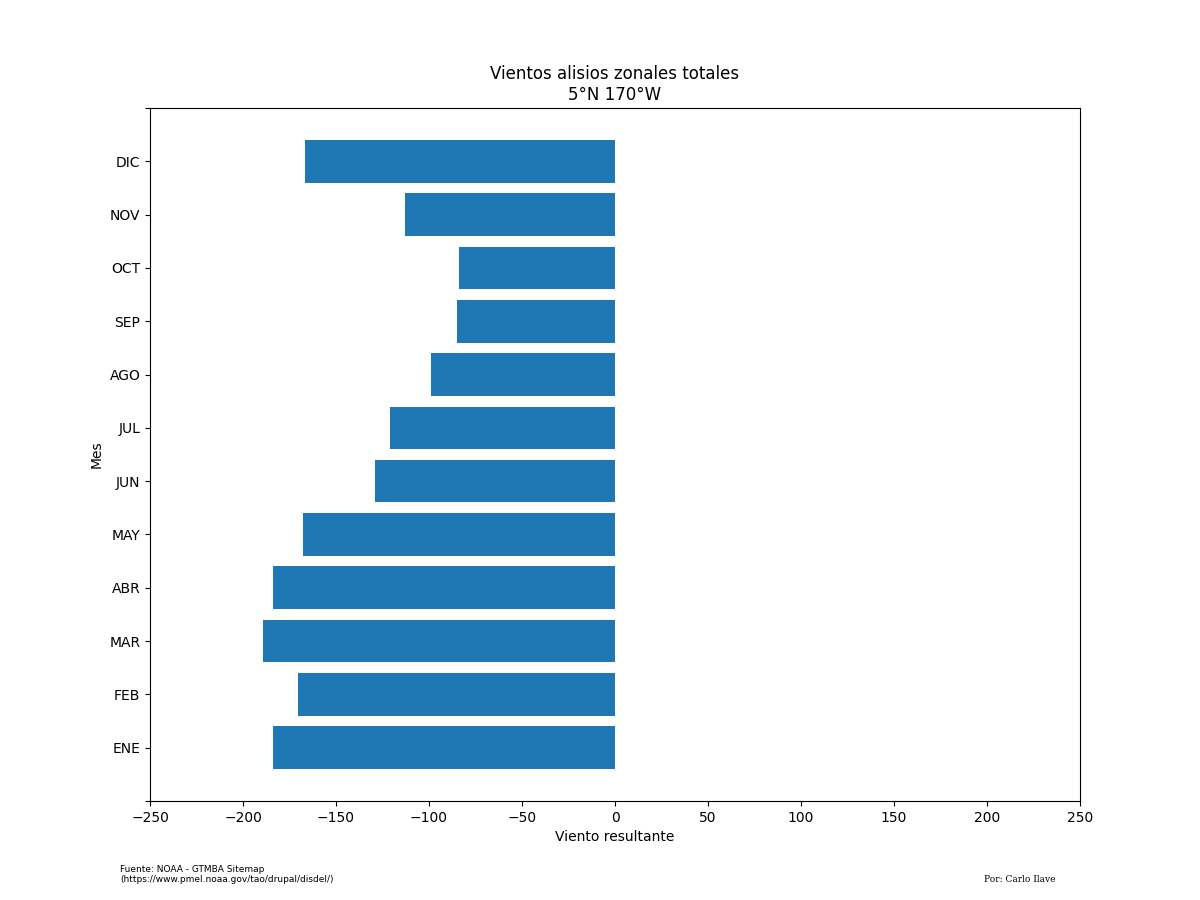 Vientos alisios zonales totales
5°N 170°W
DIC
NOV
OCT
SEP
AGO
JUL
JUN
MAY
ABR
MAR
FEB
ENE
Mes
−250 −200 −150 −100 −50 0 50 100 150 200 250
Viento resultante
Fuente: NOAA - GTMBA Sitemap
(https://www.pmel.noaa.gov/tao/drupal/disdel/)
Por: Carlo Ilave